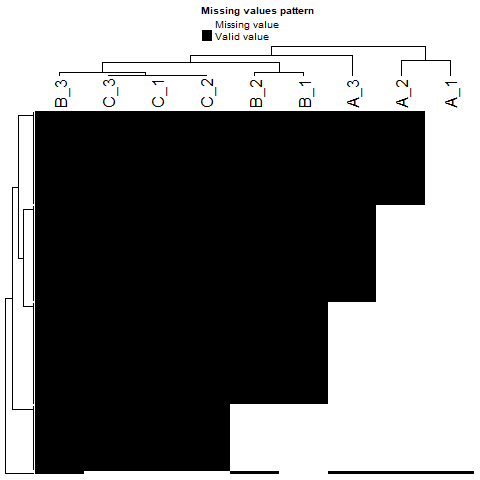 Missing values pattern
Missing value
Valid value
B_3 C_3 C_1 C_2 B_2 B_1 A_3 A_2 A_1